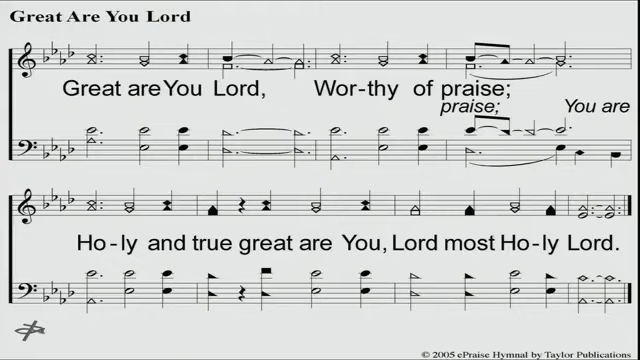 Great Are You Lord
Great are You Lord, Wor-thy of praise;
praise; You are
Ho-ly and true great are You, Lord most Ho-ly Lord.
© 2005 ePraise Hymnal by Taylor Publications